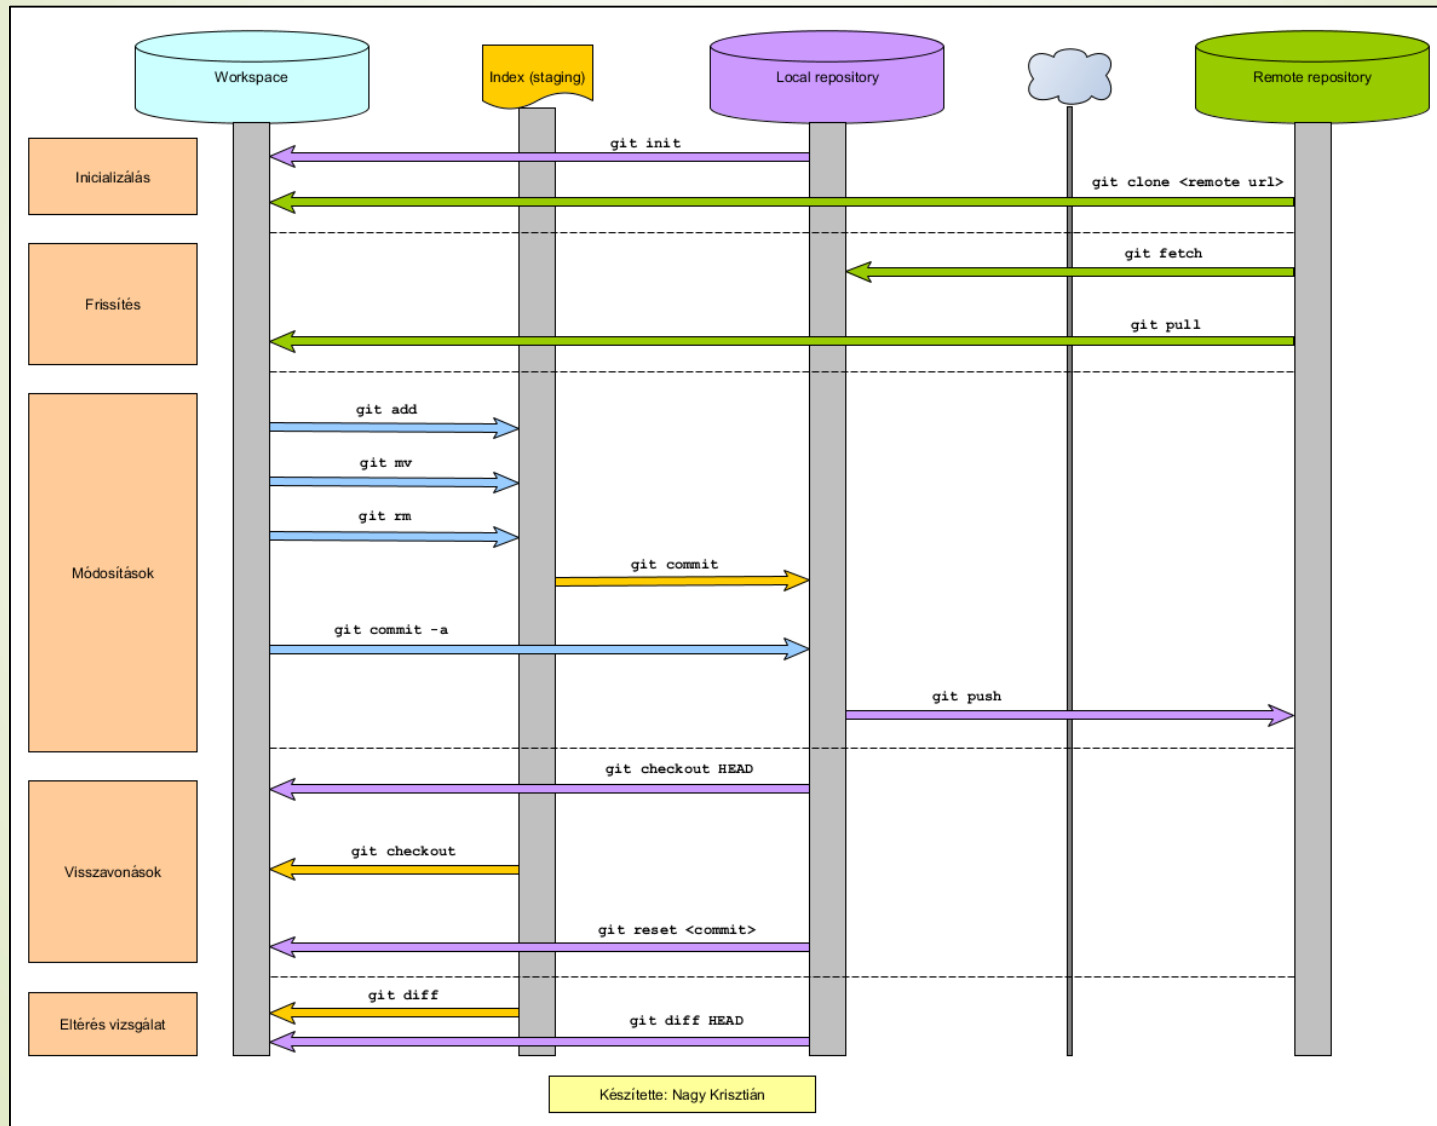 Workspace
Index (staging)
Local repository
Remote repository
Inicializálás
git init
git clone <remote url>
Frissítés
git fetch
git pull
Módosítások
git add
git mv
git rm
git commit
git commit -a
git push
Visszavonások
git checkout HEAD
git checkout
git reset <commit>
Eltérés vizsgálat
git diff
git diff HEAD
Készítette: Nagy Krisztián